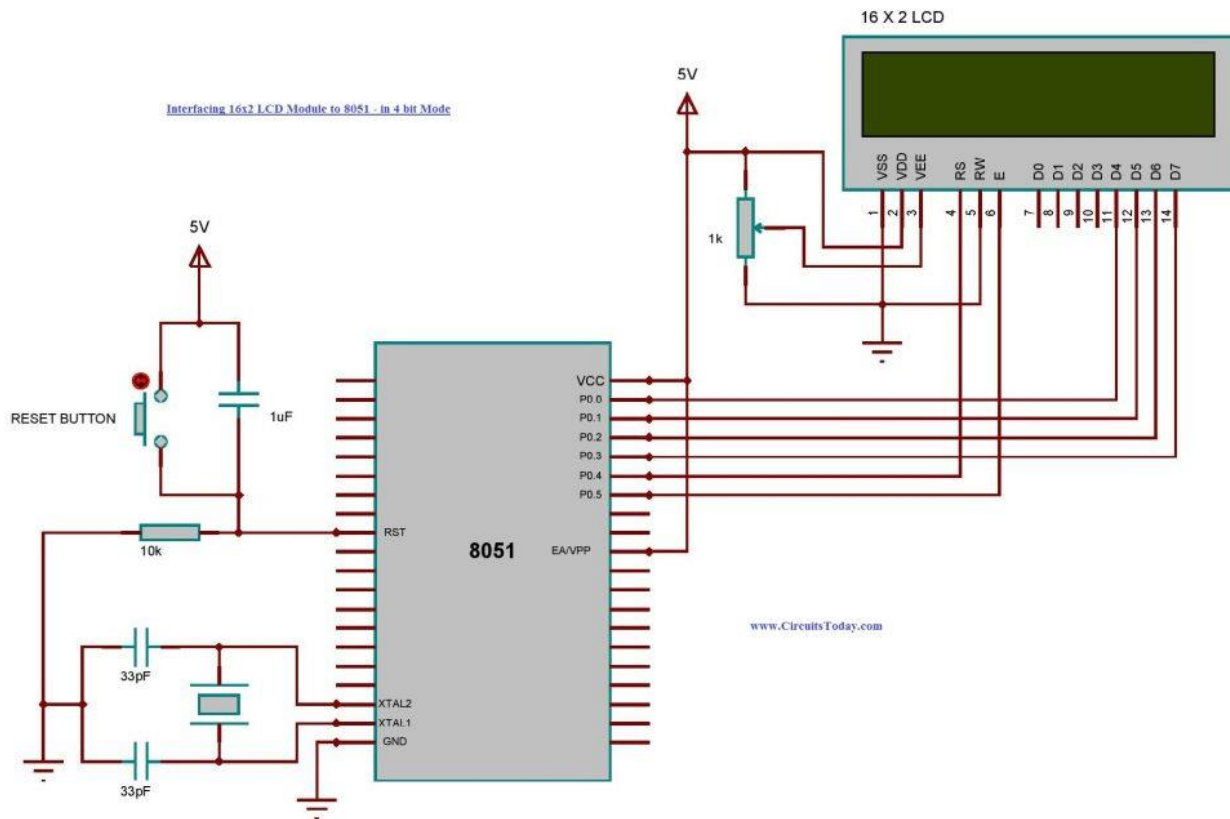 16 X 2 LCD
5V
Interfacing 16x2 LCD Module to 8051 - in 4 bit Mode
VSS
VDD
VEE
RS
RW
E
D0
D1
D2
D3
D4
D5
D6
D7
1
2
3
4
5
6
7
8
9
10
11
12
13
14
1k
5V
RESET BUTTON
1uF
VCC
P0.0
P0.1
P0.2
P0.3
P0.4
P0.5
RST
8051
EA/VPP
10k
www.CircuitsToday.com
33pF
XTAL2
XTAL1
GND
33pF